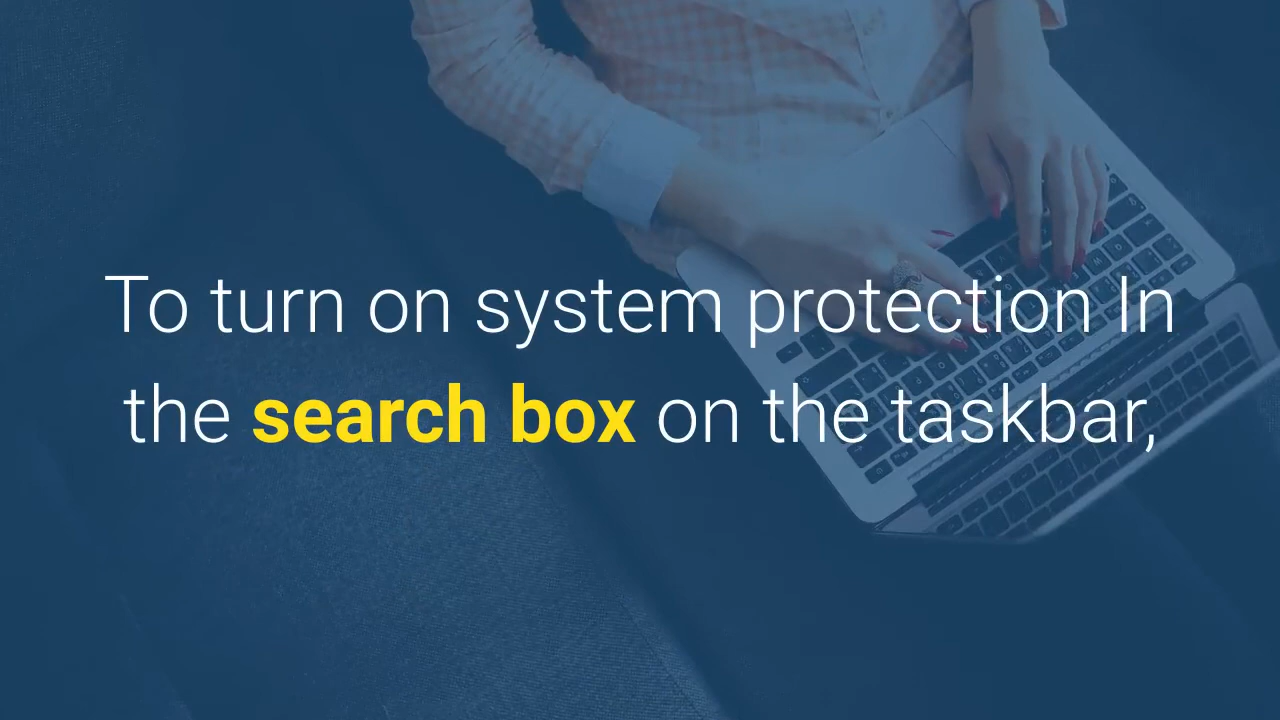 To turn on system protection In
the search box on the taskbar,